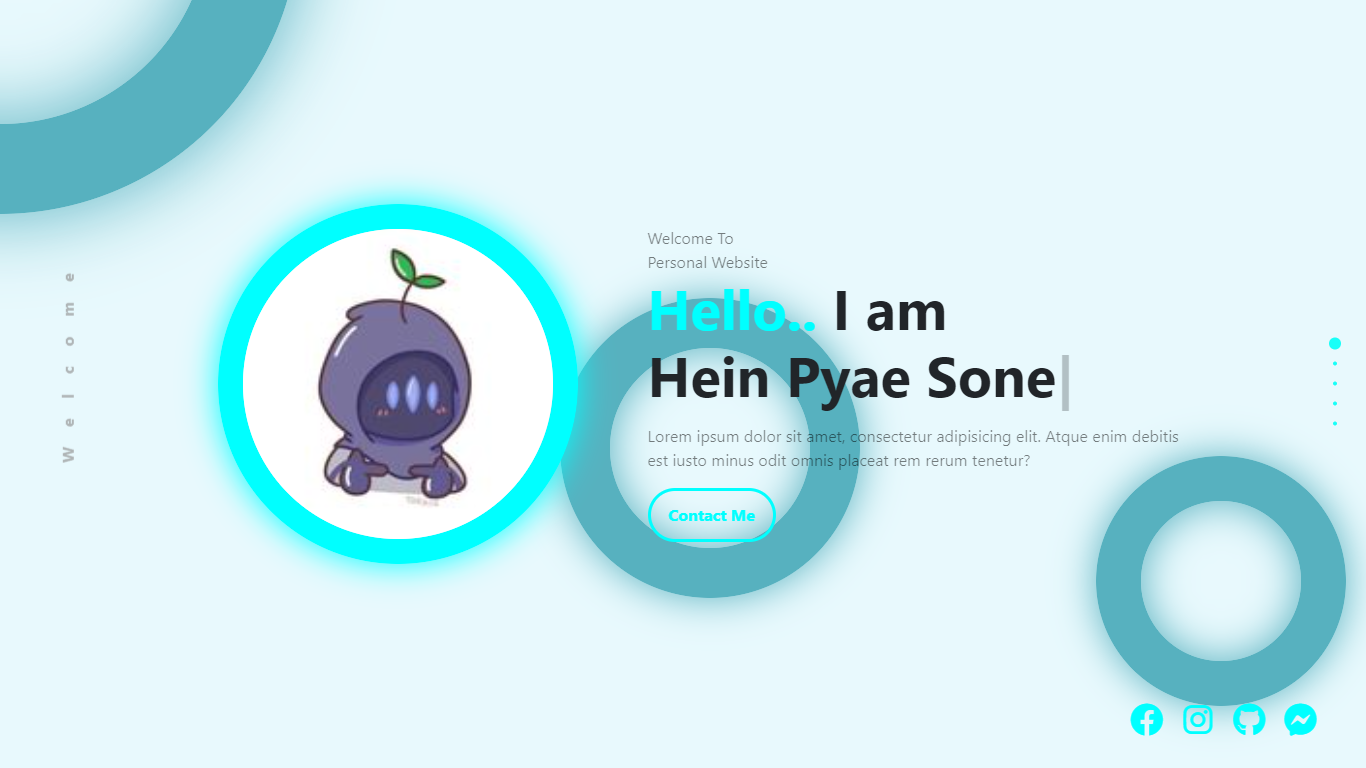 Welcome
Welcome To
Personal Website
Hello.. I am
Hein Pyae Sone
Lorem ipsum dolor sit amet, consectetur adipisicing elit. Atque enim debitis
est iusto minus odit omnis placeat rem rerum tenetur?
Contact Me